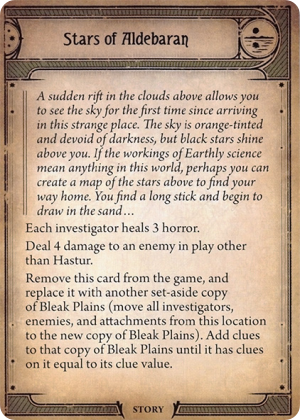 Stars of Aldebaran
A sudden rift in the clouds above allows you
to see the sky for the first time since arriving
in this strange place. The sky is orange-tinted
and devoid of darkness, but black stars shine
above you. If the workings of Earthly science
mean anything in this world, perhaps you can
create a map of the stars above to find your
way home. You find a long stick and begin to
draw in the sand…
Each investigator heals 3 horror.
Deal 4 damage to an enemy in play other
than Hastur.
Remove this card from the game, and
replace it with another set-aside copy
of Bleak Plains (move all investigators,
enemies, and attachments from this location
to the new copy of Bleak Plains). Add clues
to that copy of Bleak Plains until it has clues
on it equal to its clue value.
STORY